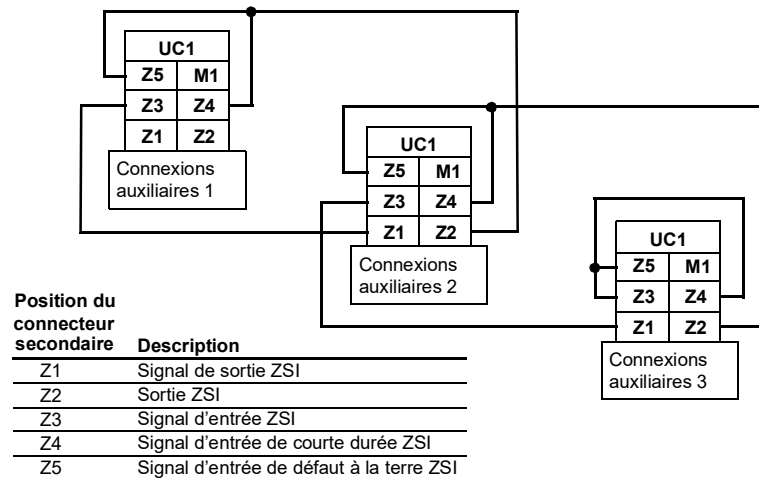 UC1
Z5 M1
Z3 Z4
Z1 Z2
Connexions
auxiliaires 1
UC1
Z5 M1
Z3 Z4
Z1 Z2
Connexions
auxiliaires 2
UC1
Z5 M1
Z3 Z4
Z1 Z2
Connexions
auxiliaires 3
Position du
connecteur
secondaire Description
Z1 Signal de sortie ZSI
Z2 Sortie ZSI
Z3 Signal d'entrée ZSI
Z4 Signal d'entrée de courte durée ZSI
Z5 Signal d'entrée de défaut à la terre ZSI